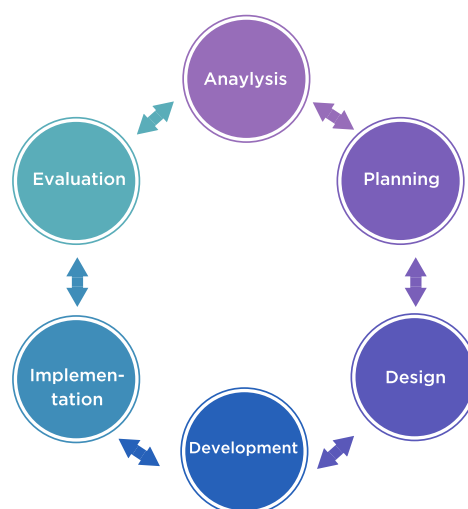 Anaylysis
Planning
Design
Development
Implemen-
tation
Evaluation